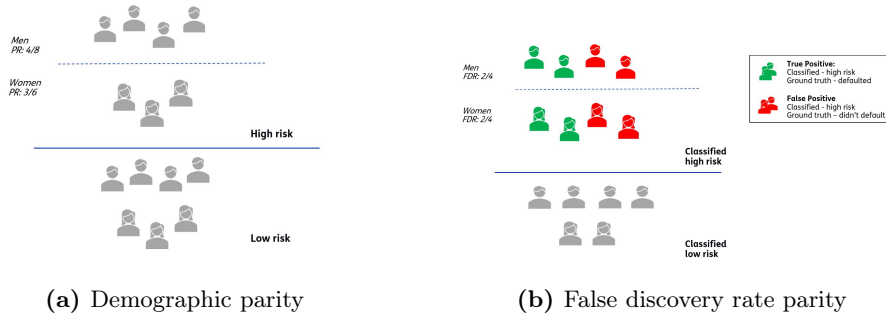 Men
PR: 4/8
Women
PR: 3/6
High risk
Low risk
(a) Demographic parity
Men
FDR: 2/4
Women
FDR: 2/4
Classified
high risk
Classified
low risk
True Positive:
Classified - high risk
Ground truth - defaulted
False Positive
Classified - high risk
Ground truth – didn't default
(b) False discovery rate parity